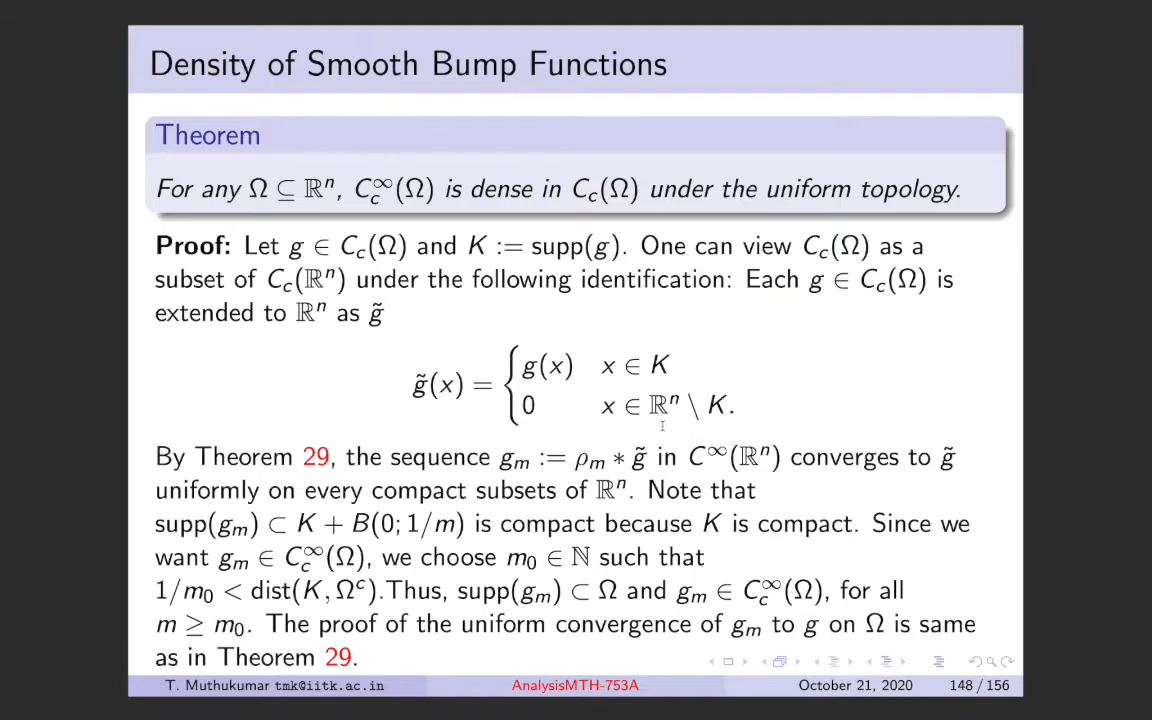 Density of Smooth Bump Functions
Theorem
For any Ω ⊆ ℝⁿ, C_c^∞(Ω) is dense in C_c(Ω) under the uniform topology.
Proof: Let g ∈ C_c(Ω) and K := supp(g). One can view C_c(Ω) as a
subset of C_c(ℝⁿ) under the following identification: Each g ∈ C_c(Ω) is
extended to ℝⁿ as g̃
g̃(x) = { g(x) x ∈ K
0 x ∈ ℝⁿ \ K.
By Theorem 29, the sequence g_m := ρ_m ∗ g̃ in C^∞(ℝⁿ) converges to g̃
uniformly on every compact subsets of ℝⁿ. Note that
supp(g_m) ⊂ K + B(0; 1/m) is compact because K is compact. Since we
want g_m ∈ C_c^∞(Ω), we choose m₀ ∈ ℕ such that
1/m₀ < dist(K, Ω^c).Thus, supp(g_m) ⊂ Ω and g_m ∈ C_c^∞(Ω), for all
m ≥ m₀. The proof of the uniform convergence of g_m to g on Ω is same
as in Theorem 29.
T. Muthukumar tmk@iitk.ac.in AnalysisMTH-753A October 21, 2020 148 / 156